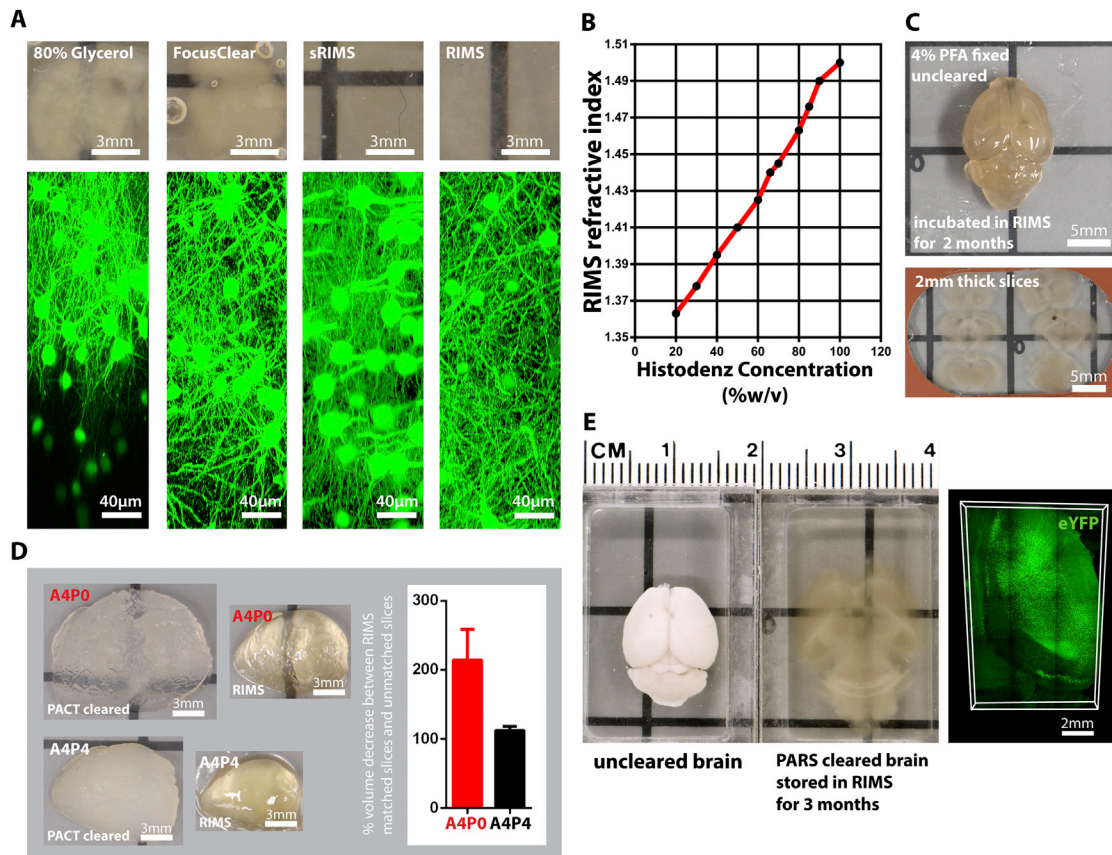 A
80% Glycerol
FocusClear
sRIMS
RIMS
3mm
3mm
3mm
3mm
40µm
40µm
40µm
40µm
B
RIMS refractive index
1.51
1.49
1.47
1.45
1.43
1.41
1.39
1.37
1.35
0
20
40
60
80
100
120
Histodenz Concentration
(%w/v)
C
4% PFA fixed
uncleared
incubated in RIMS
for 2 months
5mm
2mm thick slices
5mm
D
A4P0
PACT cleared
3mm
A4P0
RIMS
3mm
A4P4
PACT cleared
3mm
A4P4
RIMS
3mm
% volume decrease between RIMS
matched slices and unmatched slices
300
200
100
0
A4P0
A4P4
E
CM
1
2
3
4
uncleared brain
PARS cleared brain
stored in RIMS
for 3 months
eYFP
2mm